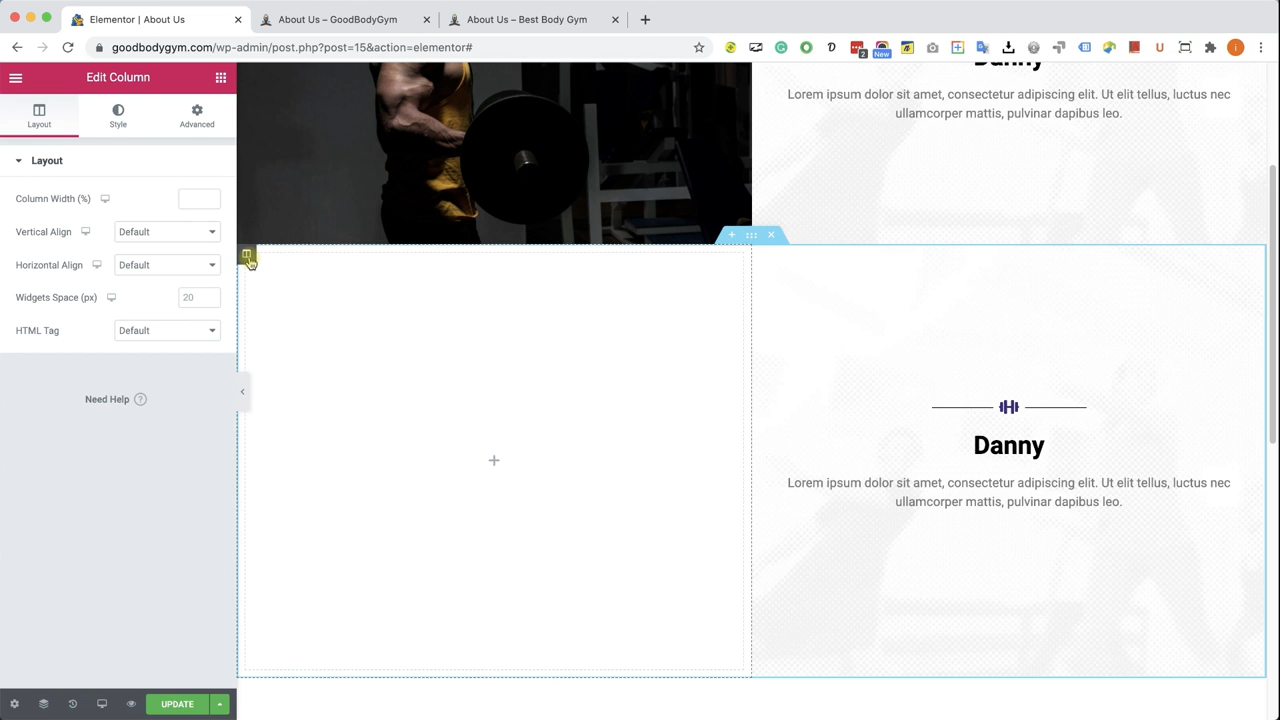 Elementor | About Us
About Us – GoodBodyGym
About Us – Best Body Gym
goodbodygym.com/wp-admin/post.php?post=15&action=elementor#
2
New
Edit Column
Layout
Style
Advanced
Layout
Column Width (%)
Vertical Align
Default
Horizontal Align
Default
Widgets Space (px)
20
HTML Tag
Default
Need Help
UPDATE
Danny
Lorem ipsum dolor sit amet, consectetur adipiscing elit. Ut elit tellus, luctus nec
ullamcorper mattis, pulvinar dapibus leo.
Danny
Lorem ipsum dolor sit amet, consectetur adipiscing elit. Ut elit tellus, luctus nec
ullamcorper mattis, pulvinar dapibus leo.